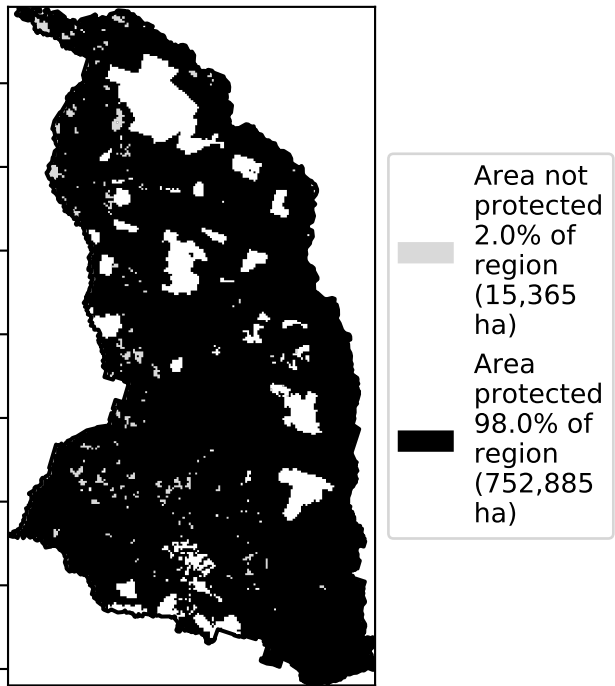 Area not
protected
2.0% of
region
(15,365
ha)
Area
protected
98.0% of
region
(752,885
ha)